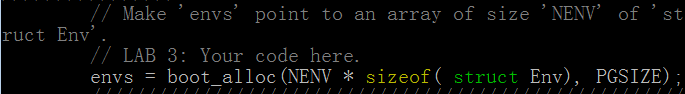 // Make 'envs' point to an array of size 'NENV' of 'st
ruct Env'.
// LAB 3: Your code here.
envs = boot_alloc(NENV * sizeof( struct Env), PGSIZE);